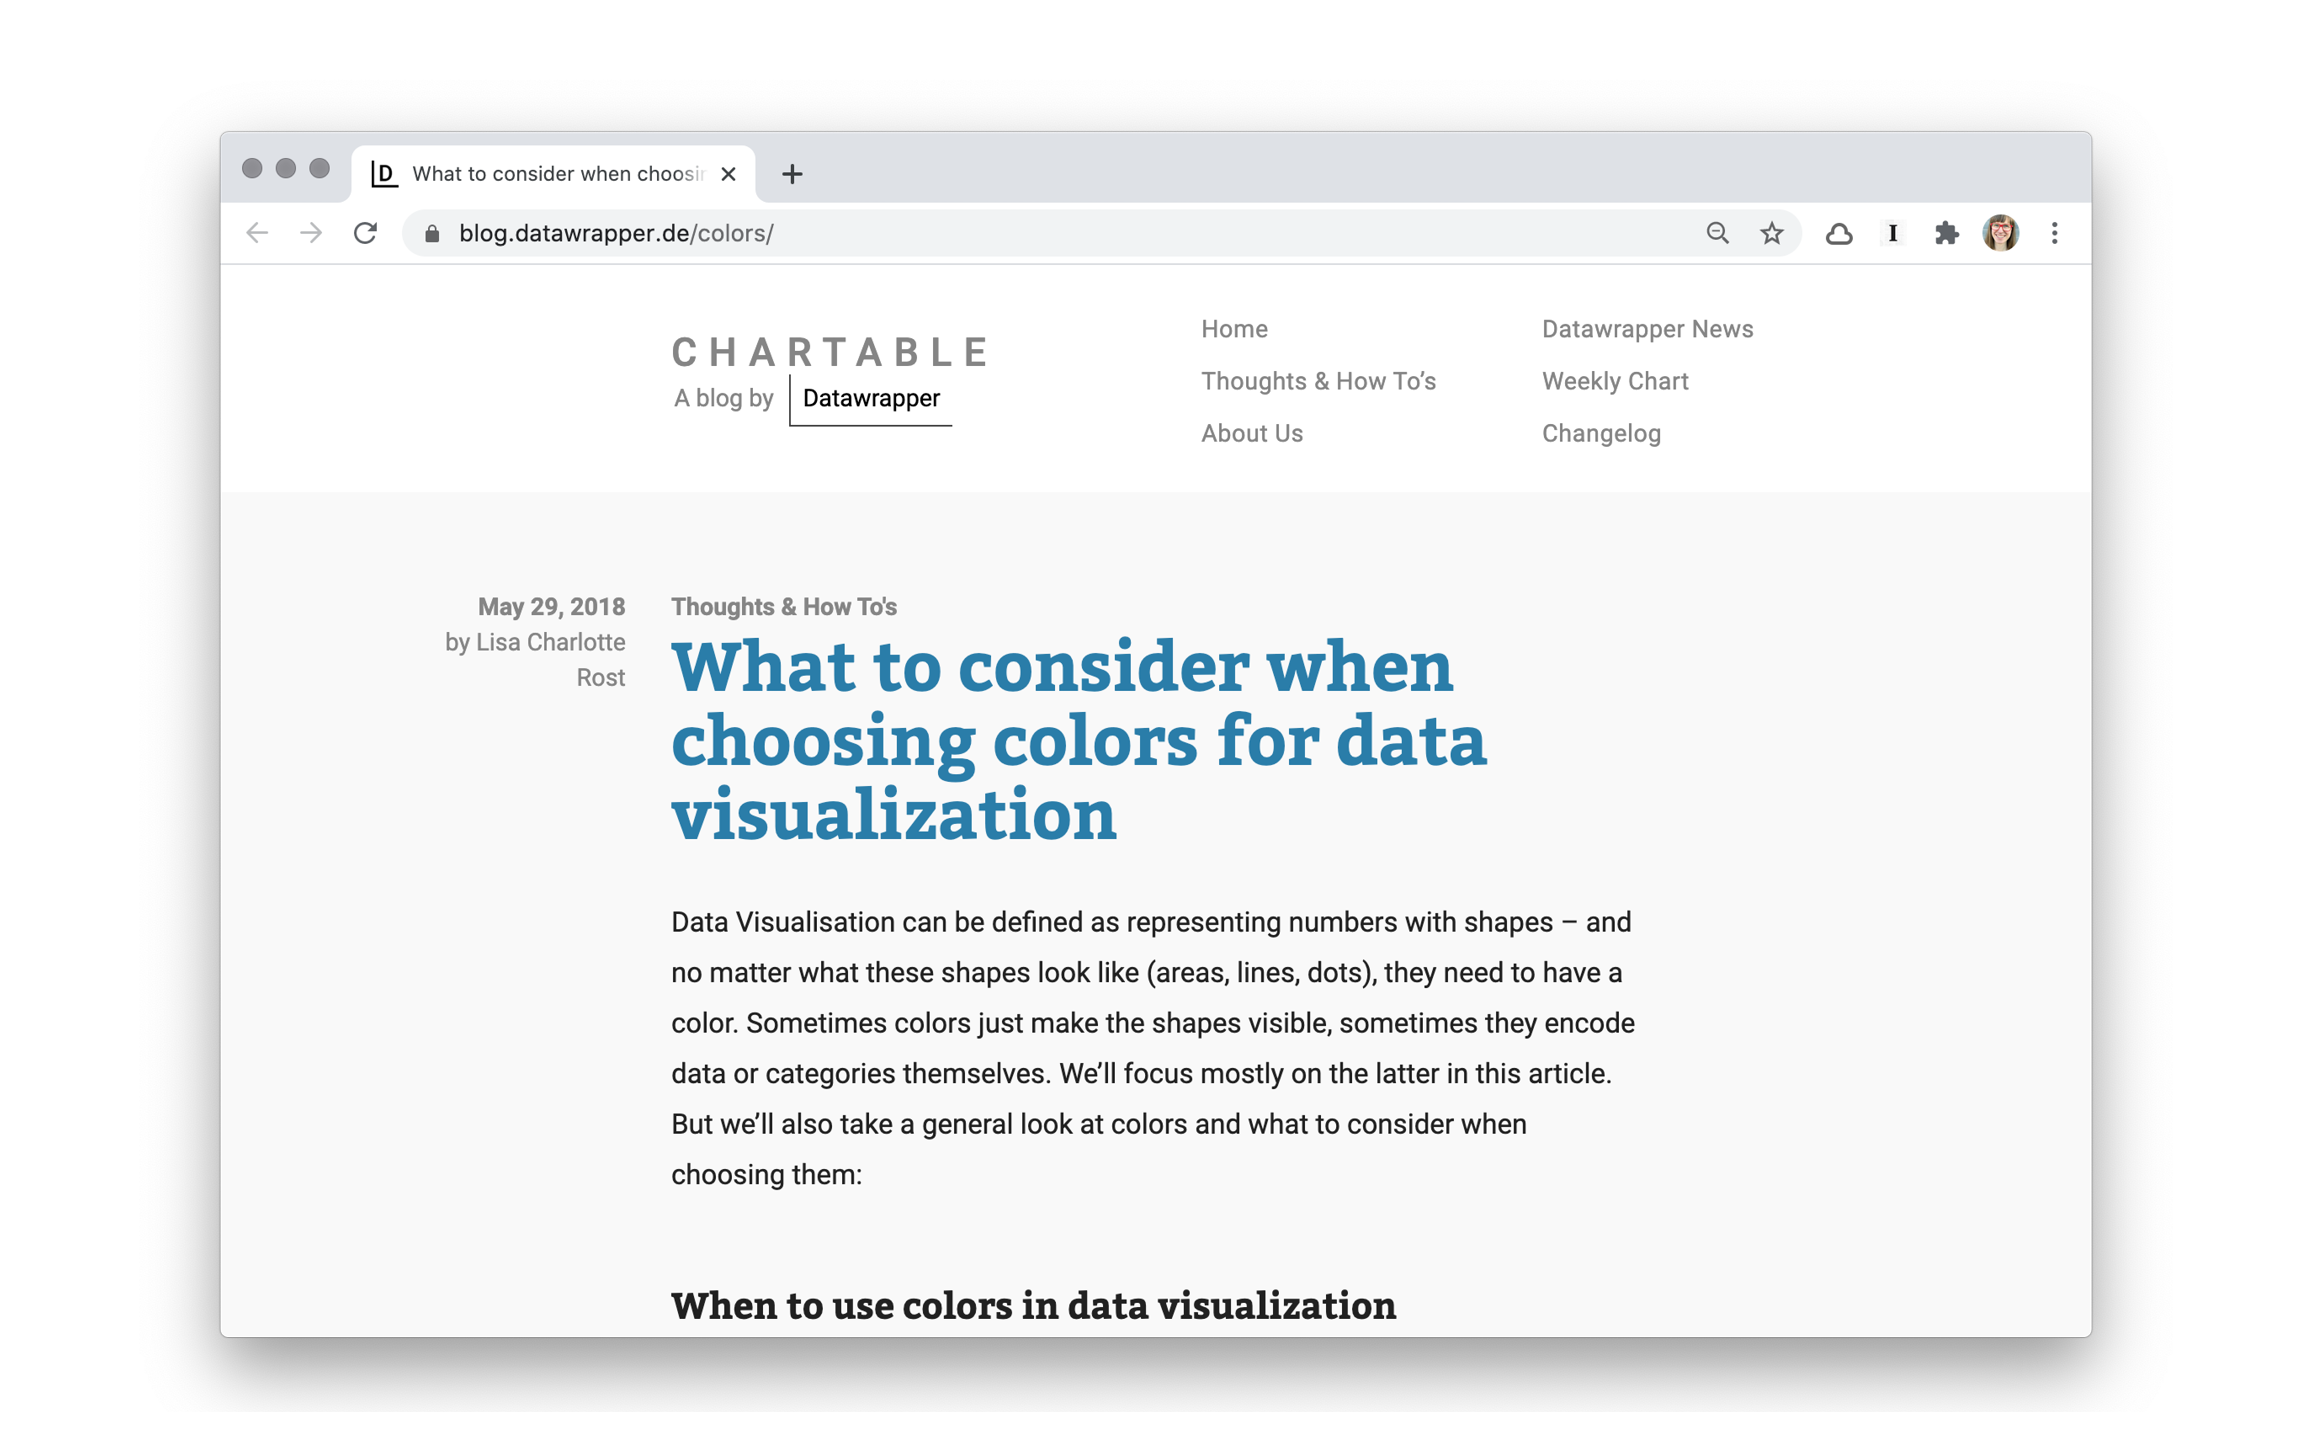 D What to consider when choosin
blog.datawrapper.de/colors/
I
CHARTABLE
A blog by Datawrapper
Home
Thoughts & How To’s
About Us
Datawrapper News
Weekly Chart
Changelog
May 29, 2018
by Lisa Charlotte
Rost
Thoughts & How To's
What to consider when
choosing colors for data
visualization
Data Visualisation can be defined as representing numbers with shapes – and
no matter what these shapes look like (areas, lines, dots), they need to have a
color. Sometimes colors just make the shapes visible, sometimes they encode
data or categories themselves. We’ll focus mostly on the latter in this article.
But we’ll also take a general look at colors and what to consider when
choosing them:
When to use colors in data visualization